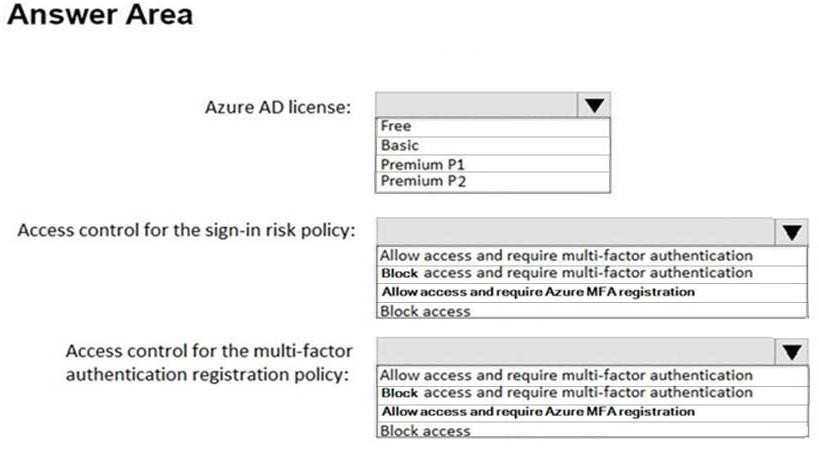 Answer Area
Azure AD license:
Free
Basic
Premium P1
Premium P2
Access control for the sign-in risk policy:
Allow access and require multi-factor authentication
Block access and require multi-factor authentication
Allow access and require Azure MFA registration
Block access
Access control for the multi-factor
authentication registration policy:
Allow access and require multi-factor authentication
Block access and require multi-factor authentication
Allow access and require Azure MFA registration
Block access